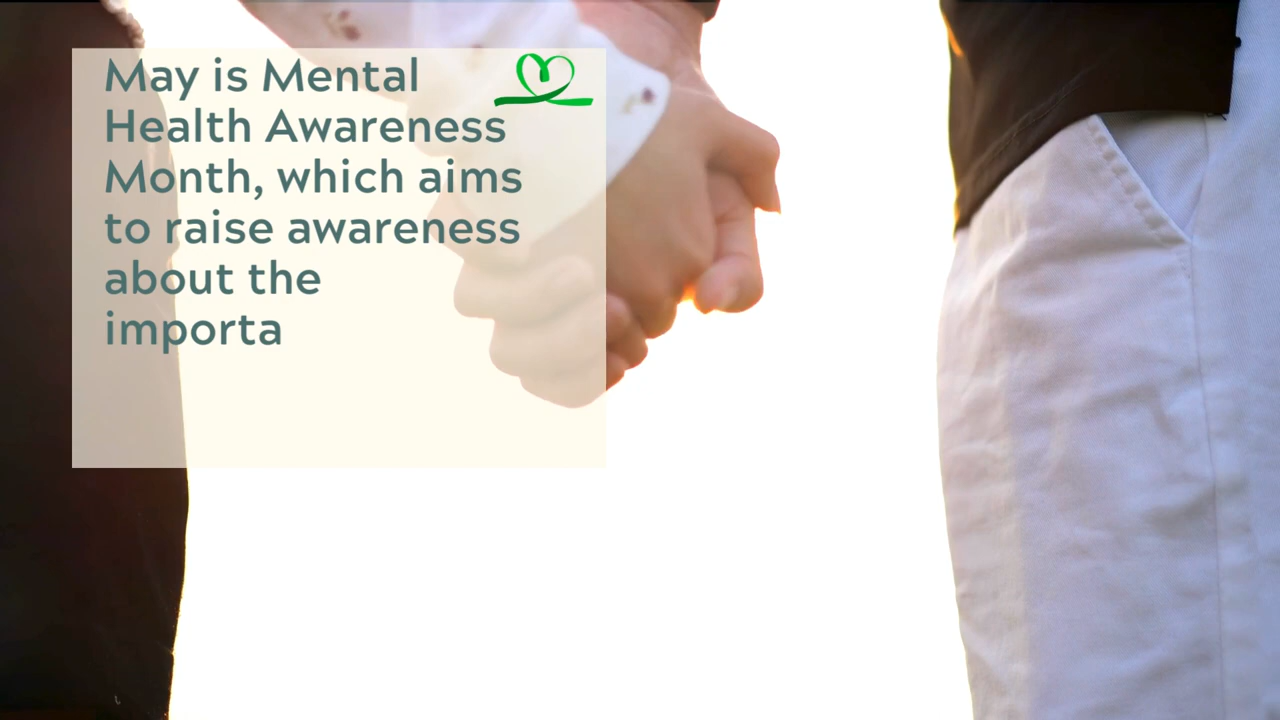 May is Mental
Health Awareness
Month, which aims
to raise awareness
about the
importa